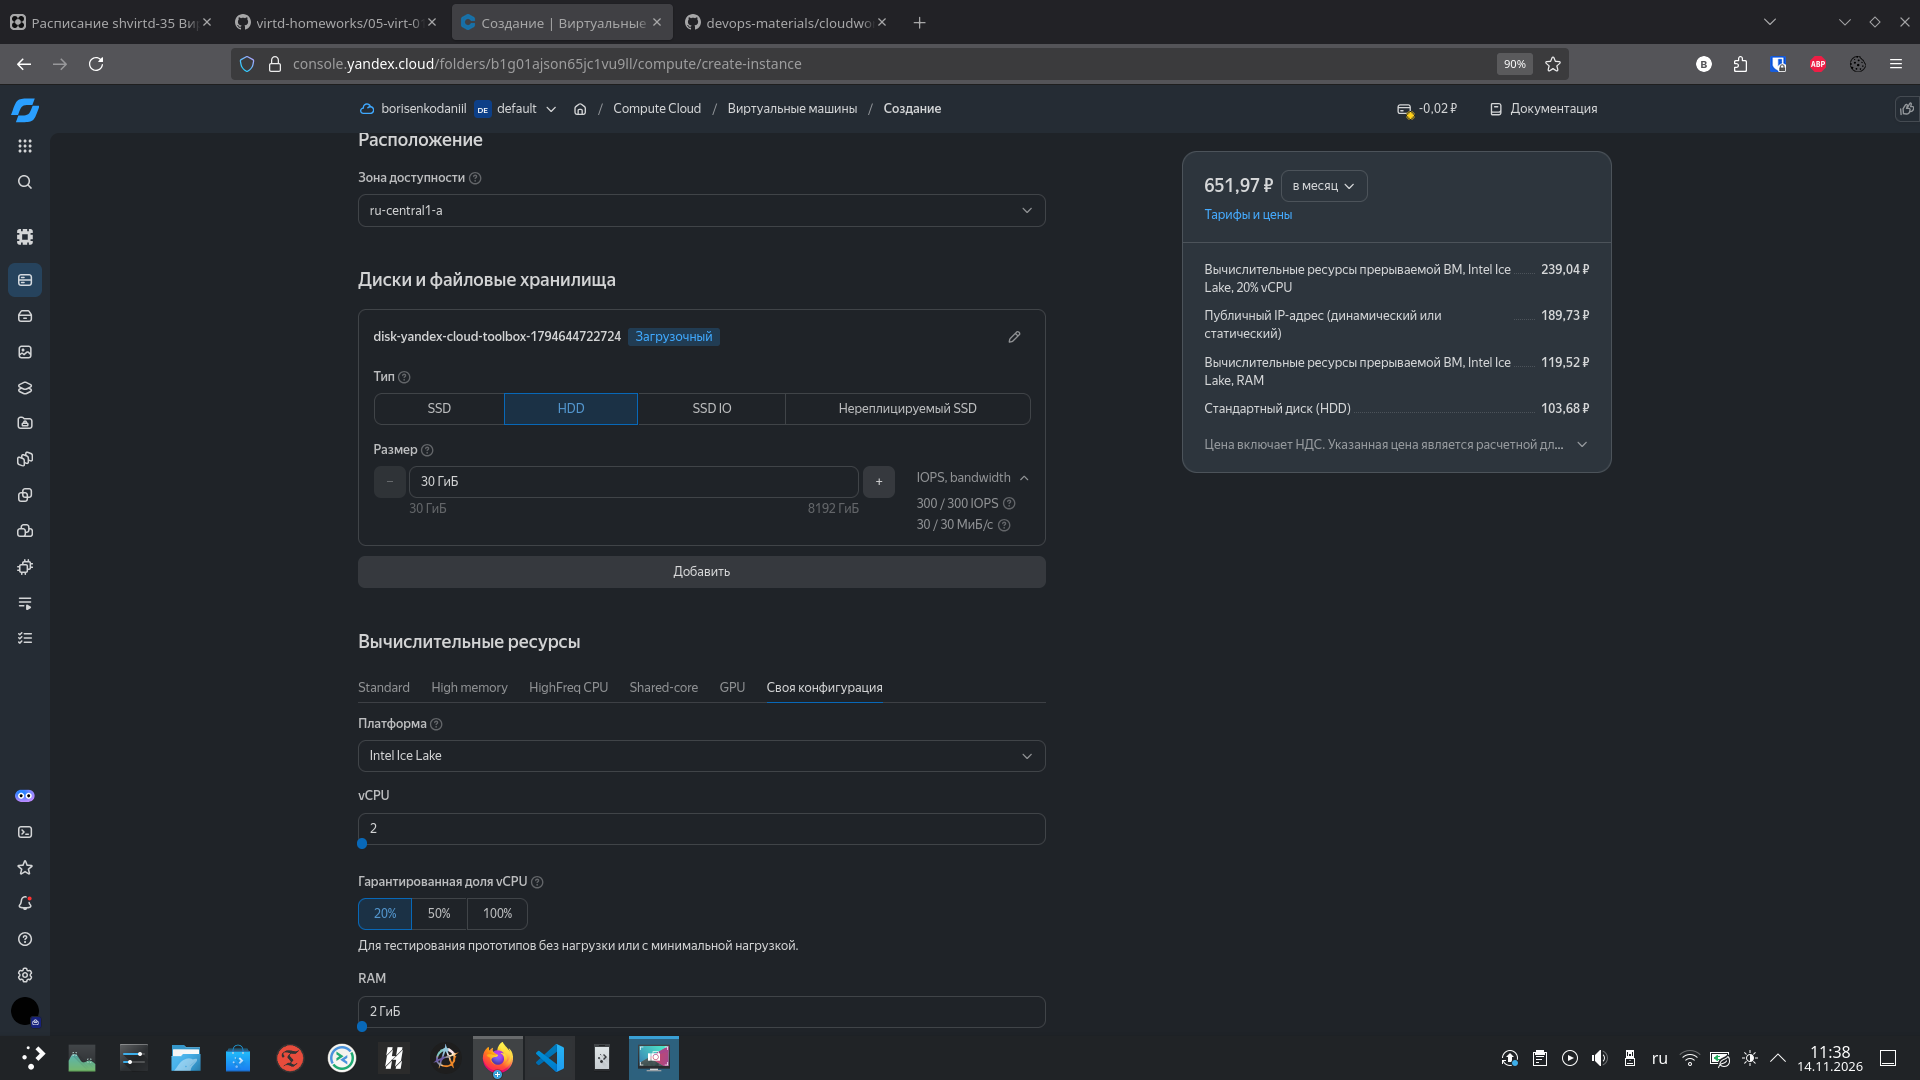 Расписание shvirtd-35 Ви
virtd-homeworks/05-virt-0
Создание | Виртуальные
devops-materials/cloudwo
console.yandex.cloud/folders/b1g01ajson65jc1vu9ll/compute/create-instance
90%
B
ABP
borisenkodaniil
DE
default
/
Compute Cloud
/
Виртуальные машины
/
Создание
-0,02 ₽
Документация
Расположение
Зона доступности
ru-central1-a
Диски и файловые хранилища
disk-yandex-cloud-toolbox-1794644722724
Загрузочный
Тип
SSD
HDD
SSD IO
Нереплицируемый SSD
Размер
−
30 ГиБ
+
30 ГиБ
8192 ГиБ
IOPS, bandwidth
300 / 300 IOPS
30 / 30 МиБ/с
Добавить
Вычислительные ресурсы
Standard
High memory
HighFreq CPU
Shared-core
GPU
Своя конфигурация
Платформа
Intel Ice Lake
vCPU
2
Гарантированная доля vCPU
20%
50%
100%
Для тестирования прототипов без нагрузки или с минимальной нагрузкой.
RAM
2 ГиБ
651,97 ₽
в месяц
Тарифы и цены
Вычислительные ресурсы прерываемой ВМ, Intel Ice
Lake, 20% vCPU
239,04 ₽
Публичный IP-адрес (динамический или
статический)
189,73 ₽
Вычислительные ресурсы прерываемой ВМ, Intel Ice
Lake, RAM
119,52 ₽
Стандартный диск (HDD)
103,68 ₽
Цена включает НДС. Указанная цена является расчетной дл...
ru
11:38
14.11.2026